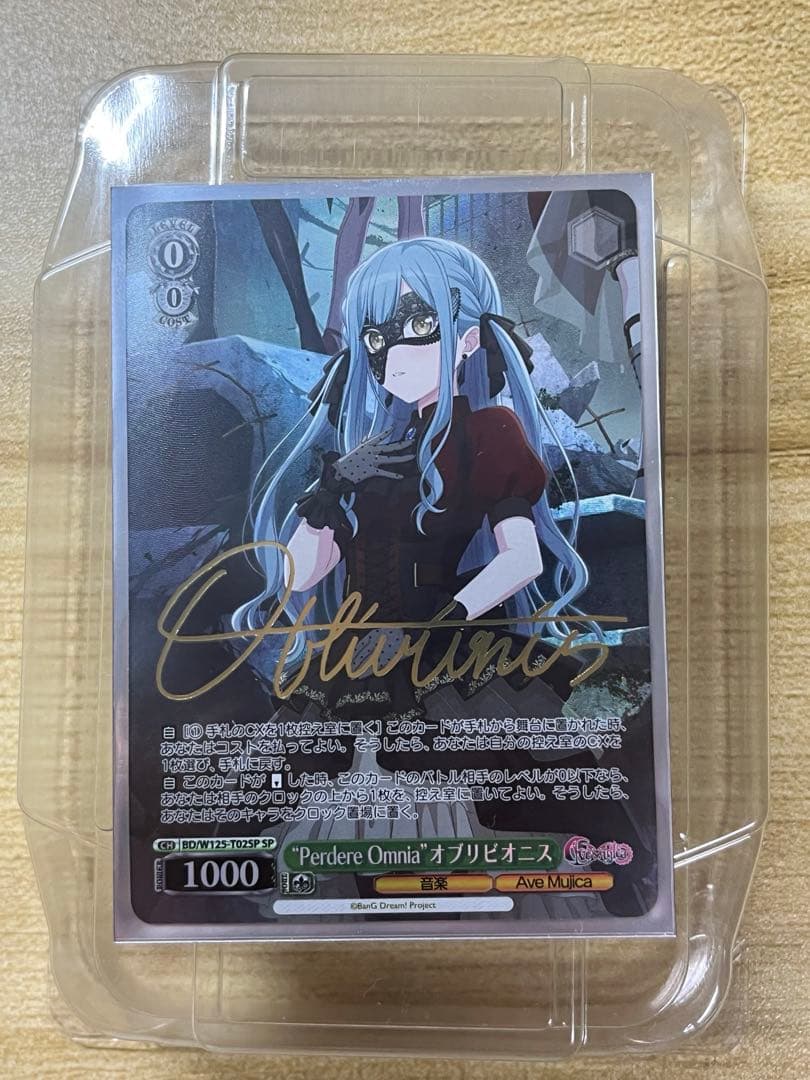 LEVEL
0
0
COST
Oblivionis
自 [① 手札のCXを1枚控え室に置く] このカードが手札から舞台に置かれた時、
あなたはコストを払ってよい。そうしたら、あなたは自分の控え室のCXを
1枚選び、手札に戻す。
自 このカードが した時、このカードのバトル相手のレベルが0以下なら、
あなたは相手のクロックの上から1枚を、控え室に置いてよい。そうしたら、
あなたはそのキャラをクロック置場に置く。
CH BD/W125-T02SP SP
"Perdere Omnia"オブリビオニス
POWER 1000
音楽 Ave Mujica
©BanG Dream! Project